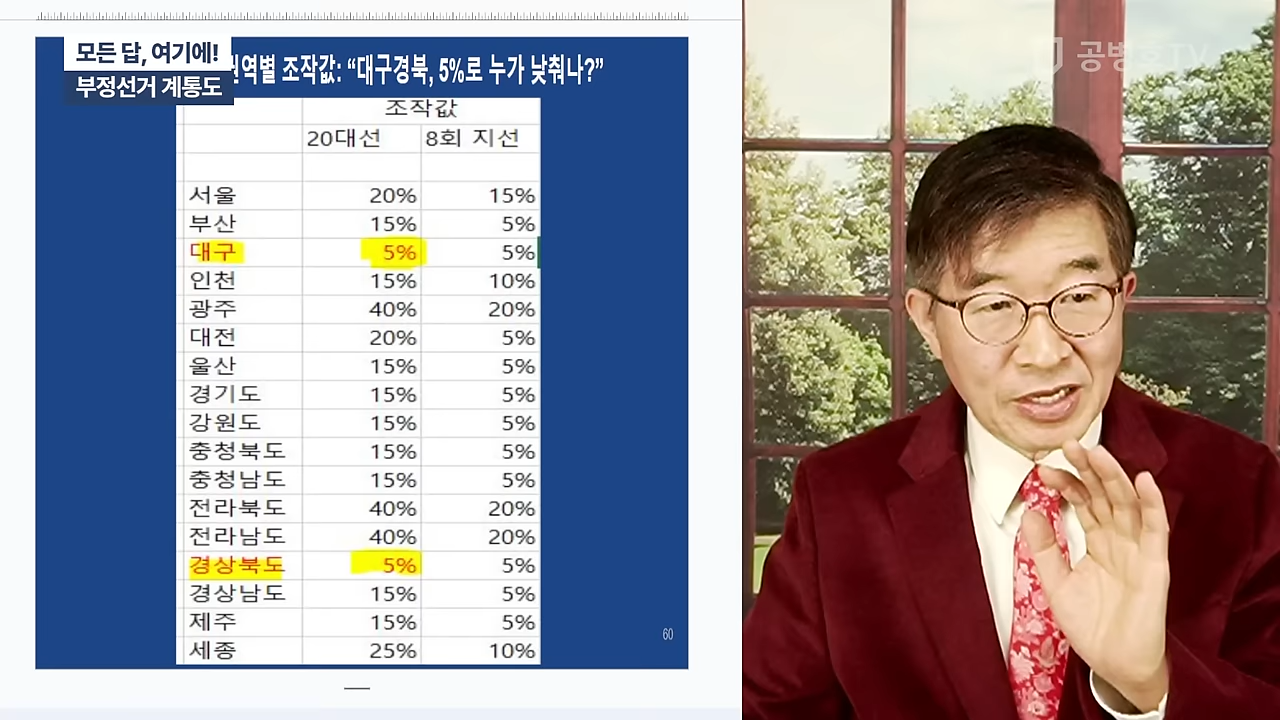 모든 답, 여기에!
부정선거 계통도
권역별 조작값: “대구경북, 5%로 누가 낮춰나?”
공병호TV
조작값
20대선 8회 지선
서울 20% 15%
부산 15% 5%
대구 5% 5%
인천 15% 10%
광주 40% 20%
대전 20% 5%
울산 15% 5%
경기도 15% 5%
강원도 15% 5%
충청북도 15% 5%
충청남도 15% 5%
전라북도 40% 20%
전라남도 40% 20%
경상북도 5% 5%
경상남도 15% 5%
제주 15% 5%
세종 25% 10%
60